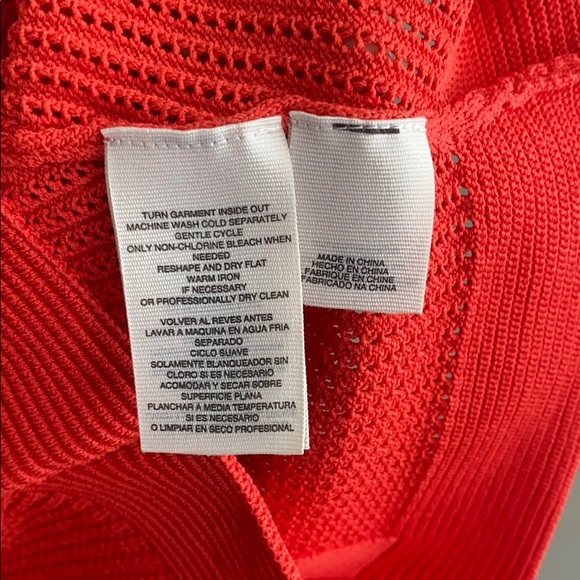 TURN GARMENT INSIDE OUT
MACHINE WASH COLD SEPARATELY
GENTLE CYCLE
ONLY NON-CHLORINE BLEACH WHEN
NEEDED
RESHAPE AND DRY FLAT
WARM IRON
IF NECESSARY
OR PROFESSIONALLY DRY CLEAN
VOLVER AL REVES ANTES
LAVAR A MAQUINA EN AGUA FRIA
SEPARADO
CICLO SUAVE
SOLAMENTE BLANQUEADOR SIN
CLORO SI ES NECESARIO
ACOMODAR Y SECAR SOBRE
SUPERFICIE PLANA
PLANCHAR A MEDIA TEMPERATURA
SI ES NECESARIO
O LIMPIAR EN SECO PROFESIONAL
MADE IN CHINA
HECHO EN CHINA
FABRIQUE EN CHINE
FABRICADO NA CHINA